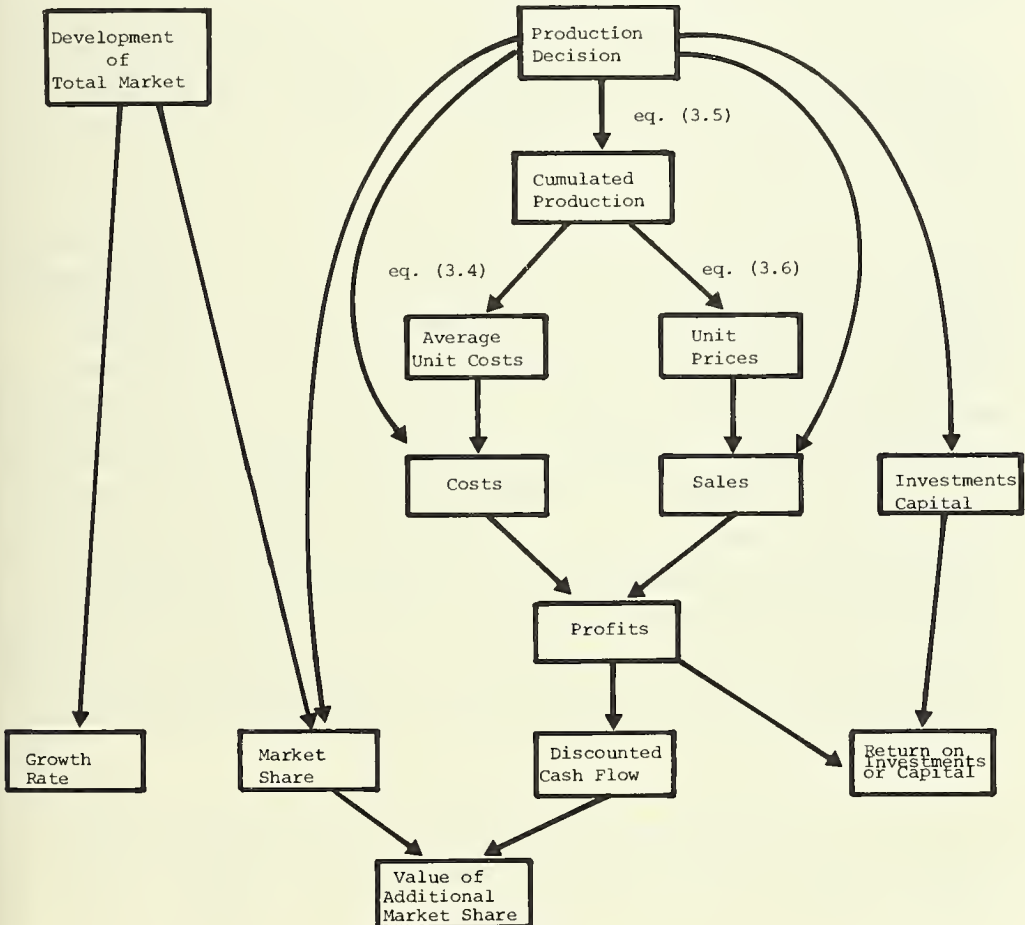 Development
of
Total Market
Production
Decision
eq. (3.5)
Cumulated
Production
eq. (3.4)
eq. (3.6)
Average
Unit Costs
Unit
Prices
Costs
Sales
Investments
Capital
Profits
Growth
Rate
Market
Share
Discounted
Cash Flow
Return on
Investments
or Capital
Value of
Additional
Market Share